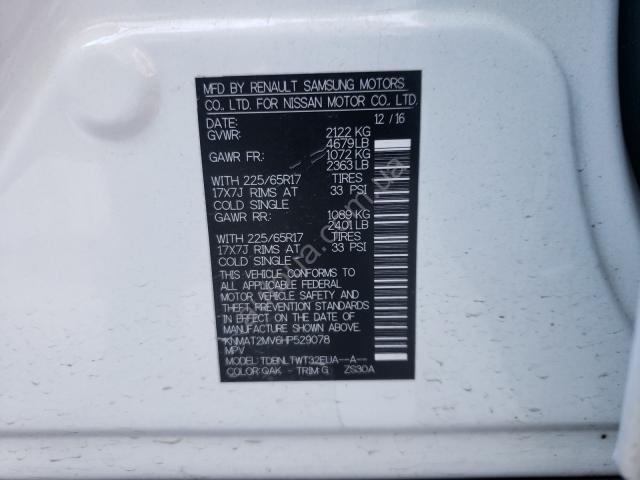 MFD BY RENAULT SAMSUNG MOTORS
CO., LTD. FOR NISSAN MOTOR CO., LTD.
DATE: 12 / 16
GVWR: 2122 KG
4679LB
GAWR FR: 1072 KG
2363 LB
WITH 225/65R17 TIRES
17X7J RIMS AT 33 PSI
COLD SINGLE
GAWR RR: 1089 KG
2401 LB
WITH 225/65R17 TIRES
17X7J RIMS AT 33 PSI
COLD SINGLE
THIS VEHICLE CONFORMS TO
ALL APPLICABLE FEDERAL
MOTOR VEHICLE SAFETY AND
THEFT PREVENTION STANDARDS
IN EFFECT ON THE DATE OF
MANUFACTURE SHOWN ABOVE.
KNMAT2MV6HP529078
MPV
MODEL: TDBNLTWT32EUA--A--
COLOR: QAK - TRIM: G ZS30A